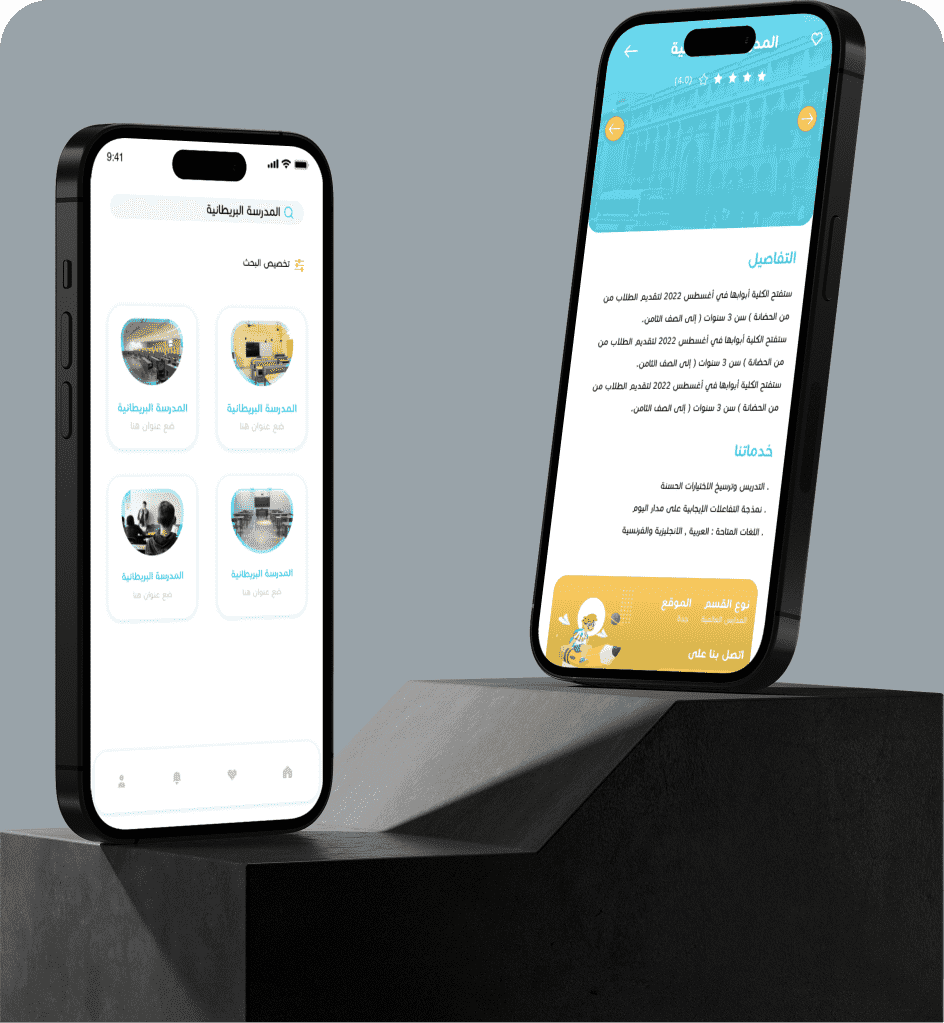 9:41
المدرسة البريطانية
تخصيص البحث
المدرسة البريطانية
ضع عنوان هنا
المدرسة البريطانية
ضع عنوان هنا
المدرسة البريطانية
ضع عنوان هنا
المدرسة البريطانية
ضع عنوان هنا
(4.0)
التفاصيل
ستفتح الكلية أبوابها في أغسطس 2022 لتقديم الطلاب من
من الحضانة ) سن 3 سنوات ( إلى الصف الثامن.
ستفتح الكلية أبوابها في أغسطس 2022 لتقديم الطلاب من
من الحضانة ) سن 3 سنوات ( إلى الصف الثامن.
ستفتح الكلية أبوابها في أغسطس 2022 لتقديم الطلاب من
من الحضانة ) سن 3 سنوات ( إلى الصف الثامن.
خدماتنا
. التدريس وترسيخ الاختيارات الحسنة
. نمذجة التفاعلات الإيجابية على مدار اليوم
. اللغات المتاحة : العربية , الانجليزية والفرنسية
نوع القسم الموقع
المدارس العالمية جدة
اتصل بنا على